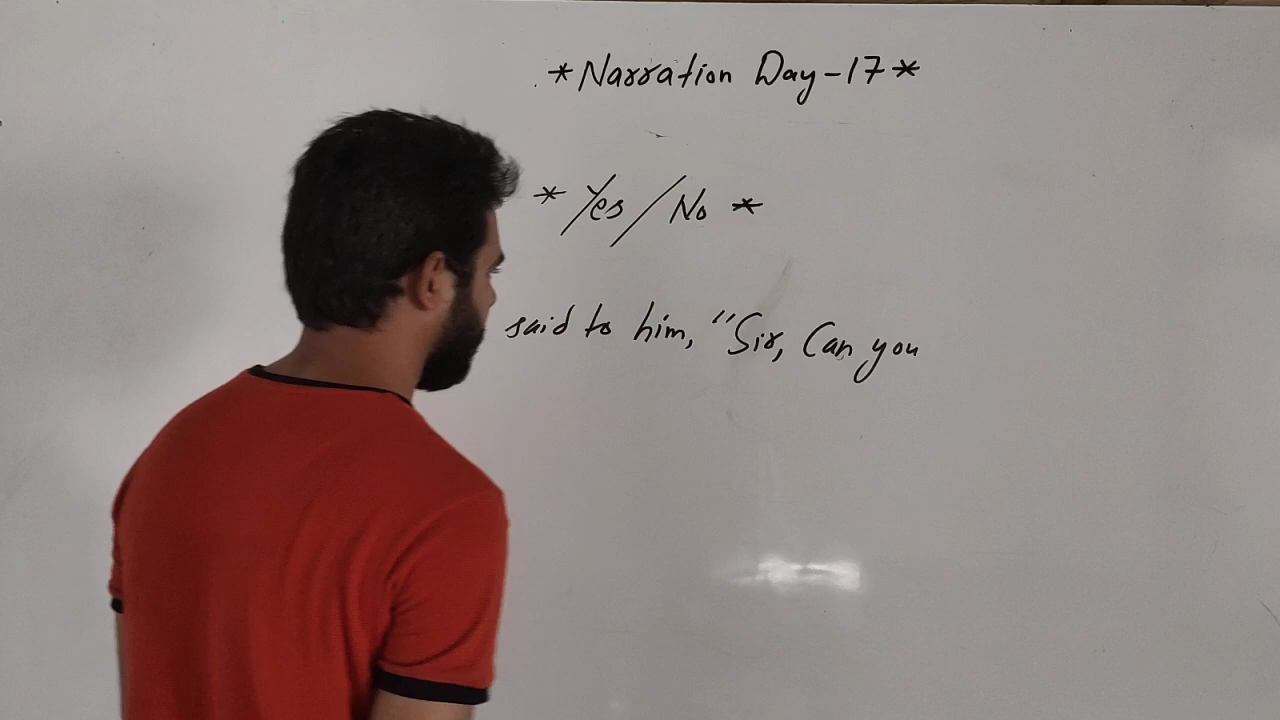 *Narration Day-17*
*Yes/No*
said to him, "Sir, Can you